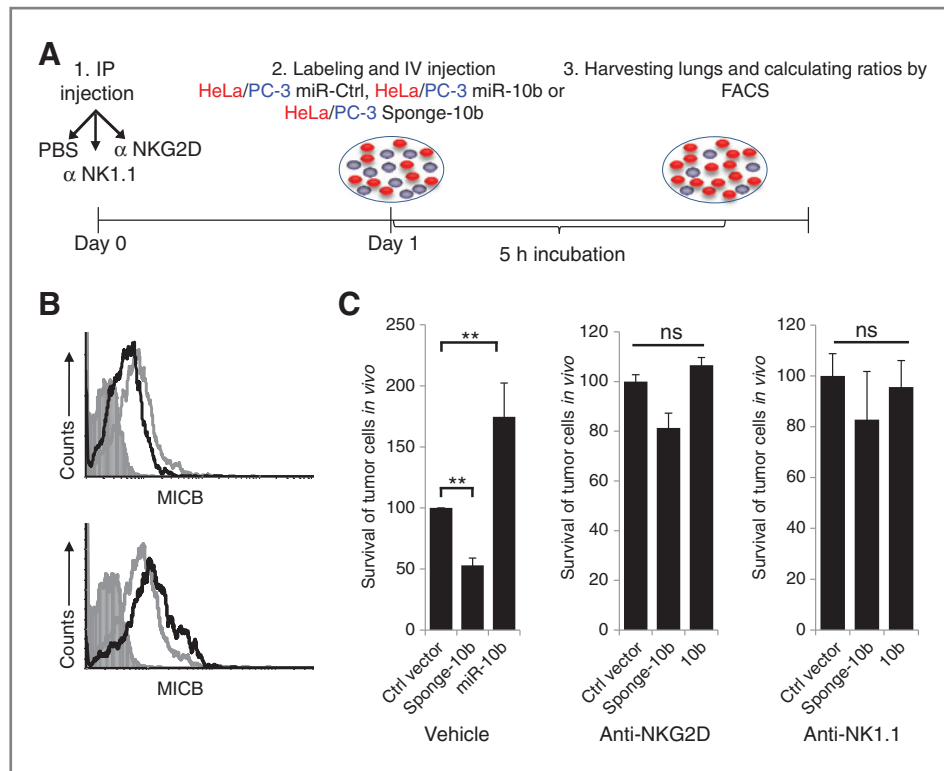 A
1. IP
injection
PBS
α NKG2D
α NK1.1
2. Labeling and IV injection
HeLa/PC-3 miR-Ctrl, HeLa/PC-3 miR-10b or
HeLa/PC-3 Sponge-10b
3. Harvesting lungs and calculating ratios by
FACS
Day 0
Day 1
5 h incubation
B
Counts
MICB
Counts
MICB
C
Survival of tumor cells in vivo
250
200
150
100
50
0
**
**
Ctrl vector
Sponge-10b
miR-10b
Vehicle
Survival of tumor cells in vivo
120
100
80
60
40
20
0
ns
Ctrl vector
Sponge-10b
10b
Anti-NKG2D
Survival of tumor cells in vivo
120
100
80
60
40
20
0
ns
Ctrl vector
Sponge-10b
10b
Anti-NK1.1